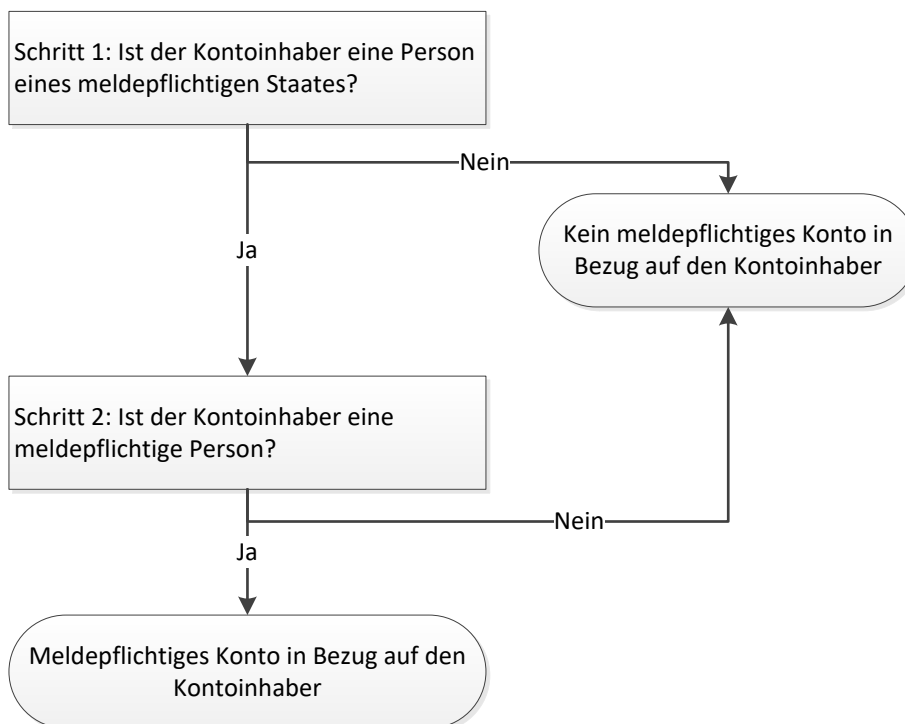 Schritt 1: Ist der Kontoinhaber eine Person
eines meldepflichtigen Staates?
Nein
Ja
Kein meldepflichtiges Konto in
Bezug auf den Kontoinhaber
Schritt 2: Ist der Kontoinhaber eine
meldepflichtige Person?
Nein
Ja
Meldepflichtiges Konto in Bezug auf den
Kontoinhaber